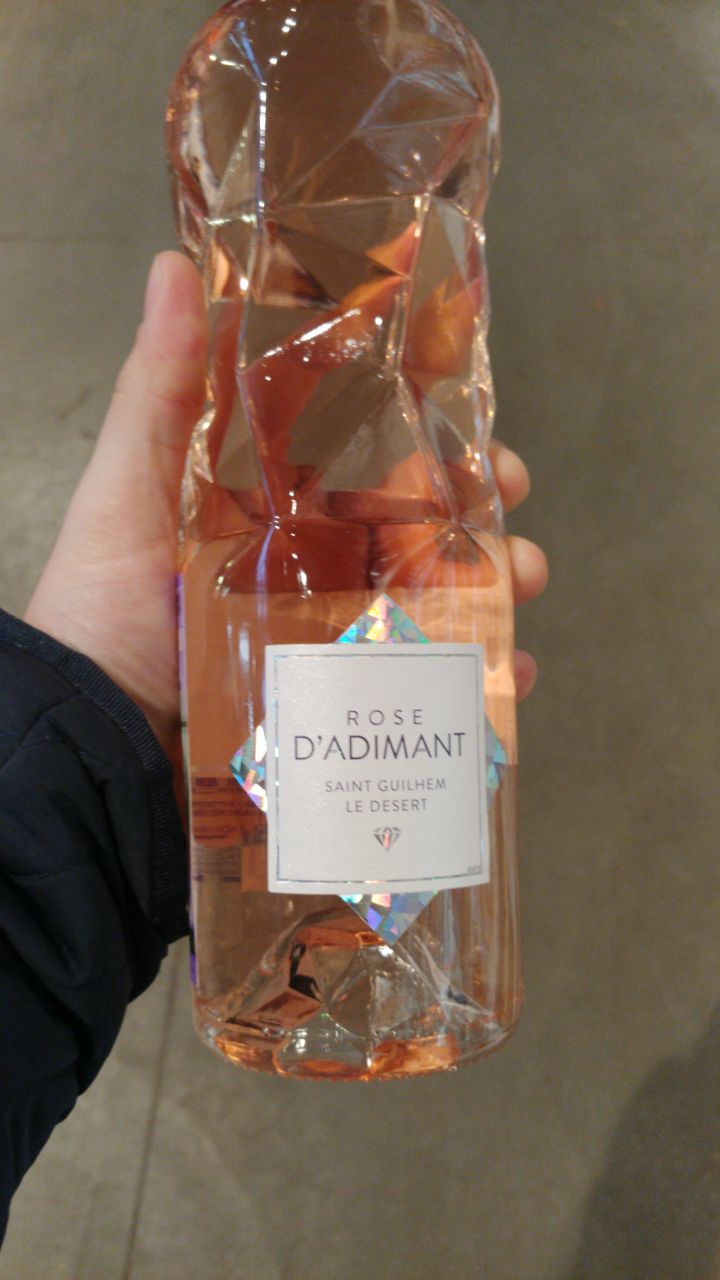 ROSE
D'ADIMANT
SAINT GUILHEM
LE DESERT